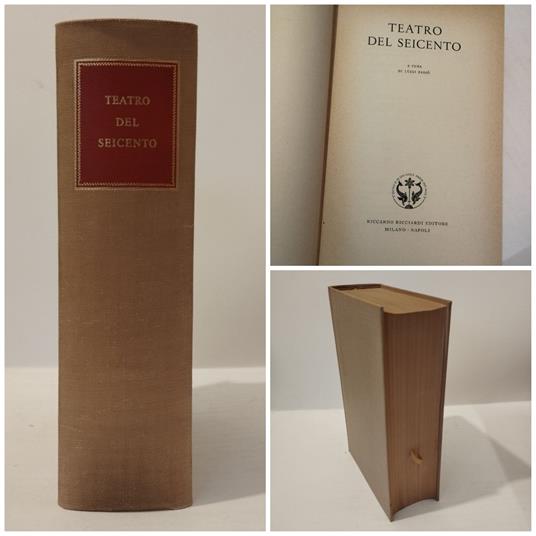 TEATRO
DEL
SEICENTO
TEATRO
DEL SEICENTO
A CURA
DI LUIGI FASSÒ
RICCARDO RICCIARDI EDITORE
MILANO · NAPOLI